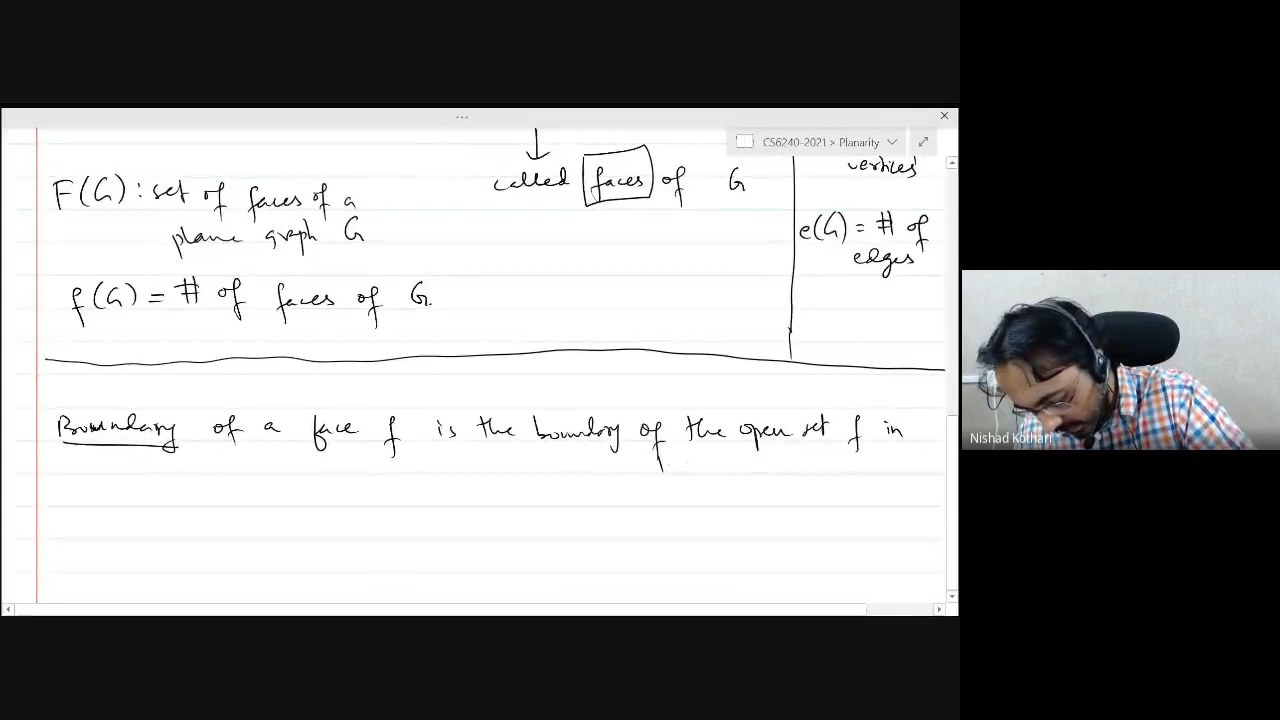 CS6240-2021 > Planarity
called faces of G
vertices
F(G) : set of faces of a
plane graph G
e(G) = # of
edges
f(G) = # of faces of G.
Boundary of a face f is the boundary of the open set f in
Nishad Kothari